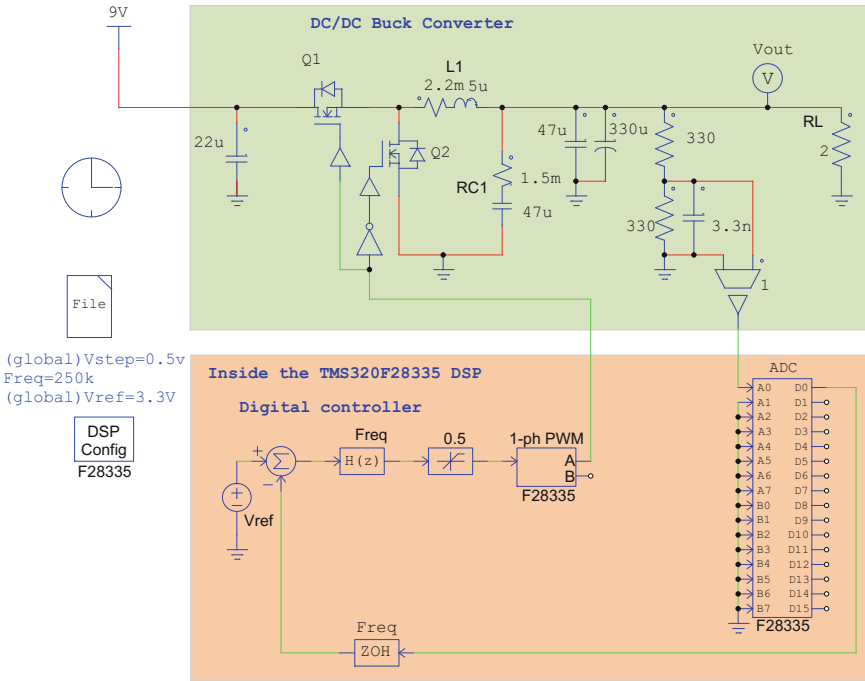 9V
DC/DC Buck Converter
Q1
L1
2.2m 5u
Vout
V
22u
Q2
RC1
1.5m
47u
47u
330u
330
330
3.3n
RL
2
1
File
(global)Vstep=0.5v
Freq=250k
(global)Vref=3.3V
DSP
Config
F28335
Inside the TMS320F28335 DSP
Digital controller
Vref
+
-
Σ
Freq
H(z)
0.5
1-ph PWM
A
B
F28335
Freq
ZOH
ADC
A0 D0
A1 D1
A2 D2
A3 D3
A4 D4
A5 D5
A6 D6
A7 D7
B0 D8
B1 D9
B2 D10
B3 D11
B4 D12
B5 D13
B6 D14
B7 D15
F28335